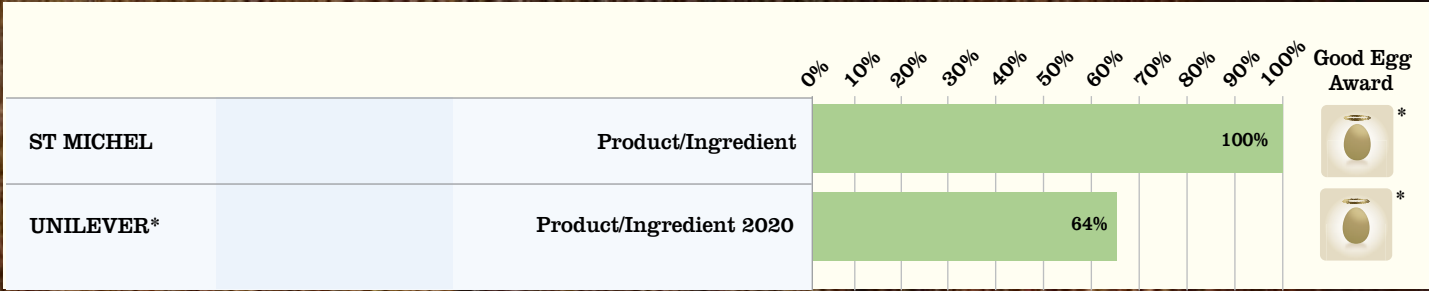 0% 10% 20% 30% 40% 50% 60% 70% 80% 90% 100% Good Egg
Award
ST MICHEL Product/Ingredient 100% *
UNILEVER* Product/Ingredient 2020 64% *